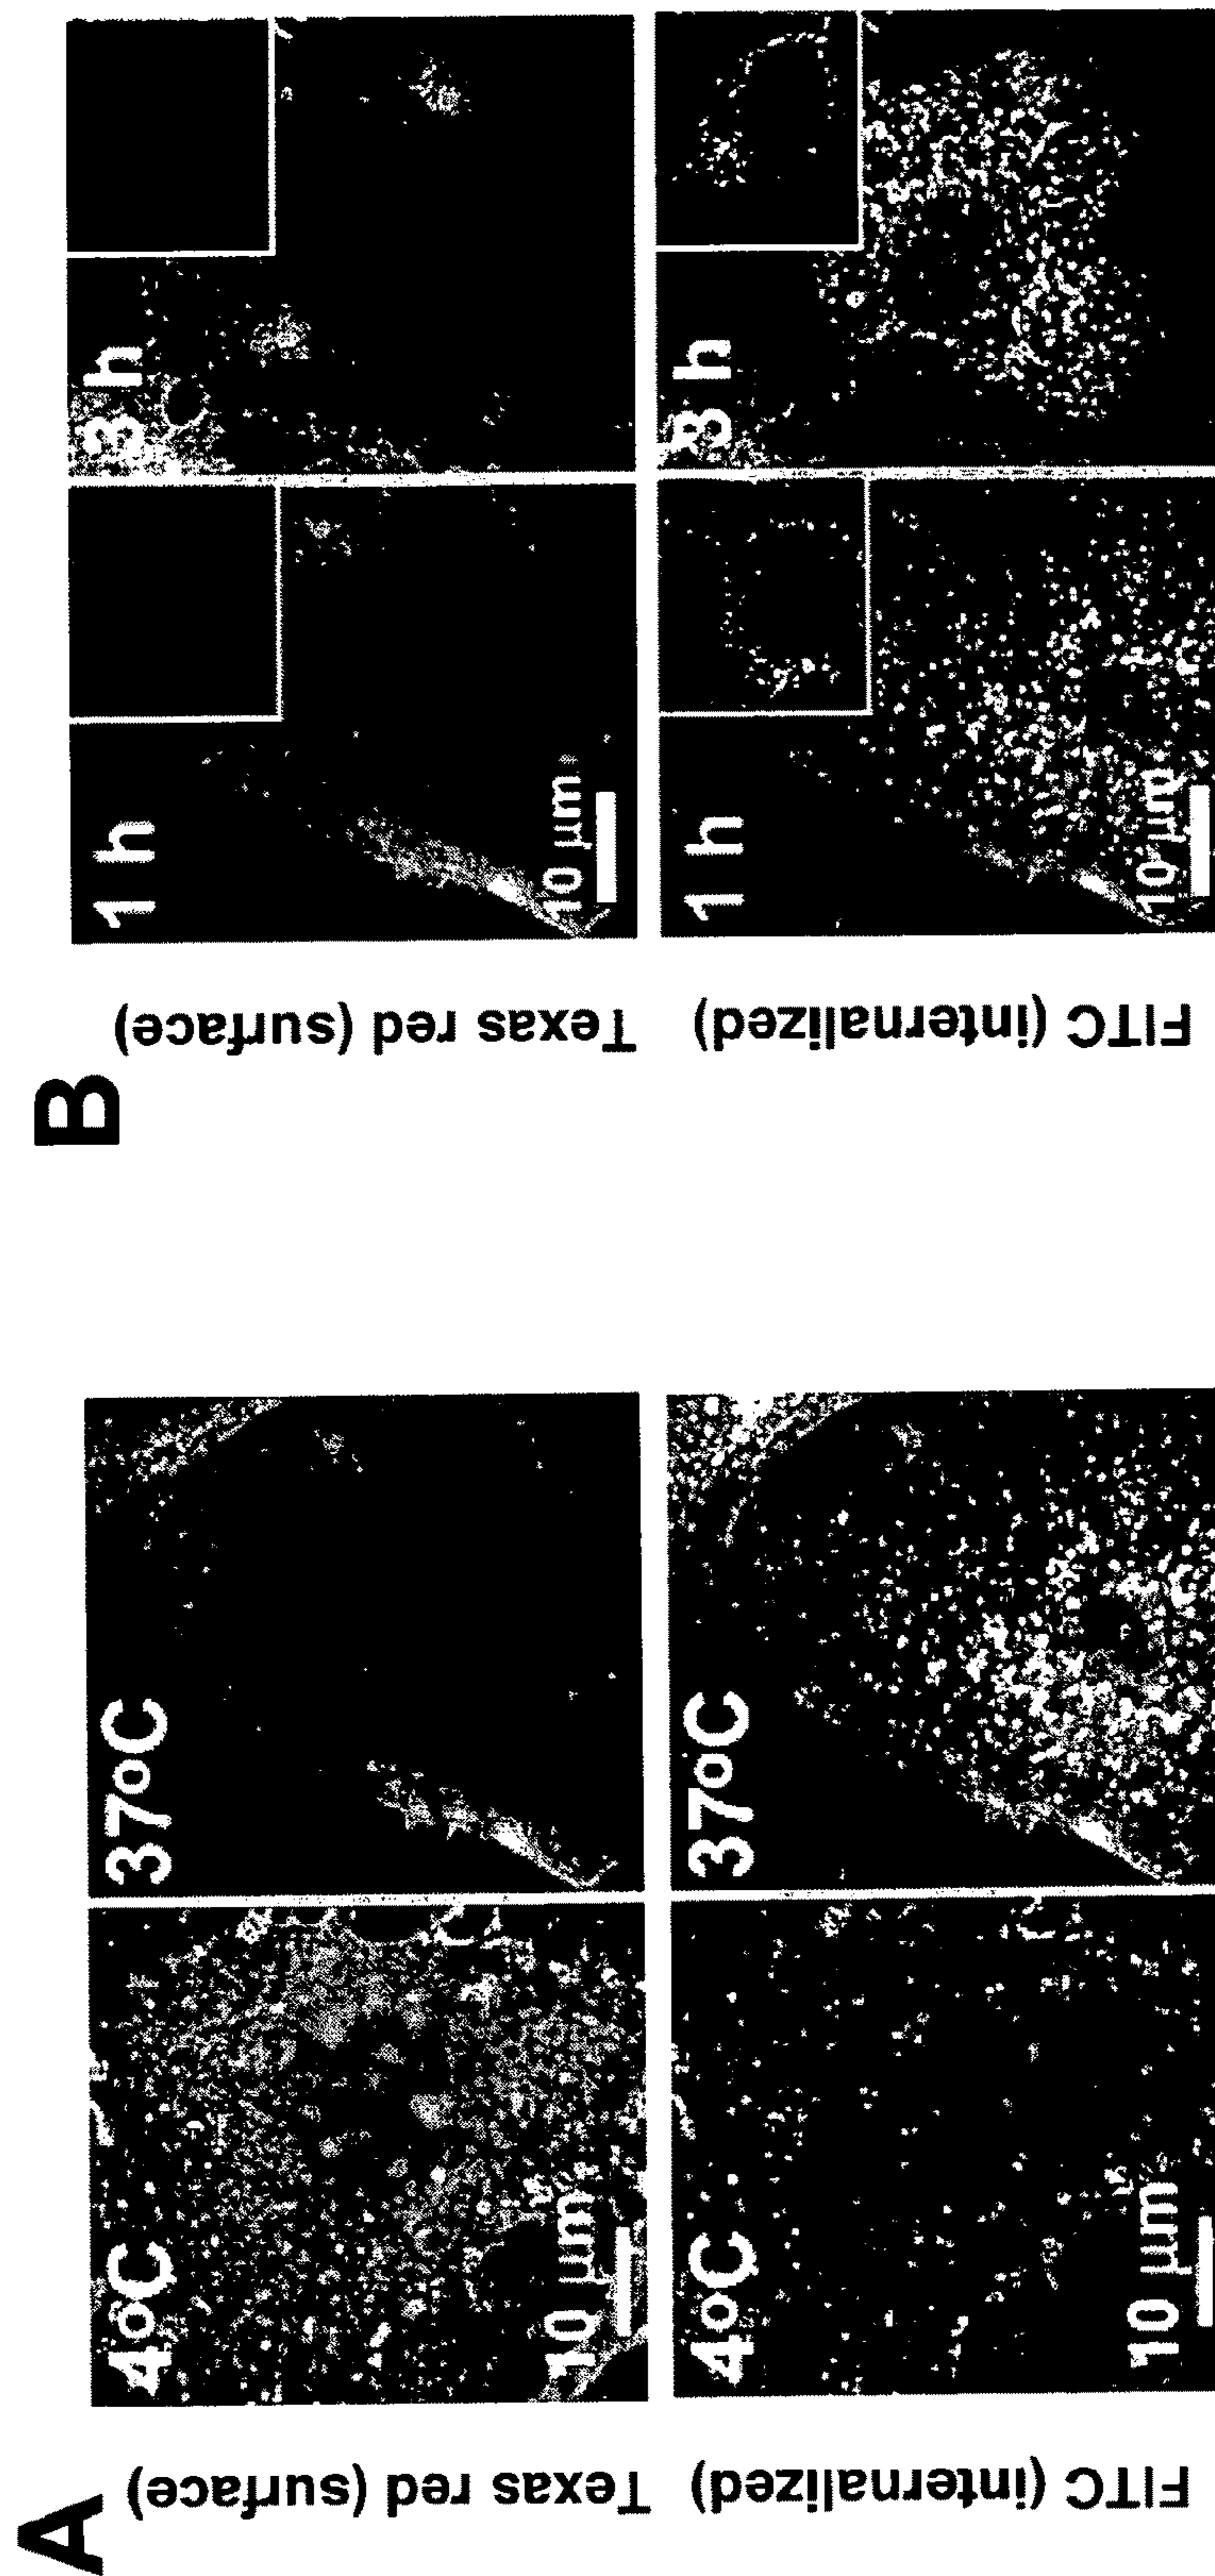 A
Texas red (surface)
4oC
10 µm
37oC
FITC (internalized)
4oC
10 µm
37oC
B
Texas red (surface)
1 h
10 µm
3 h
FITC (internalized)
1 h
10 µm
3 h